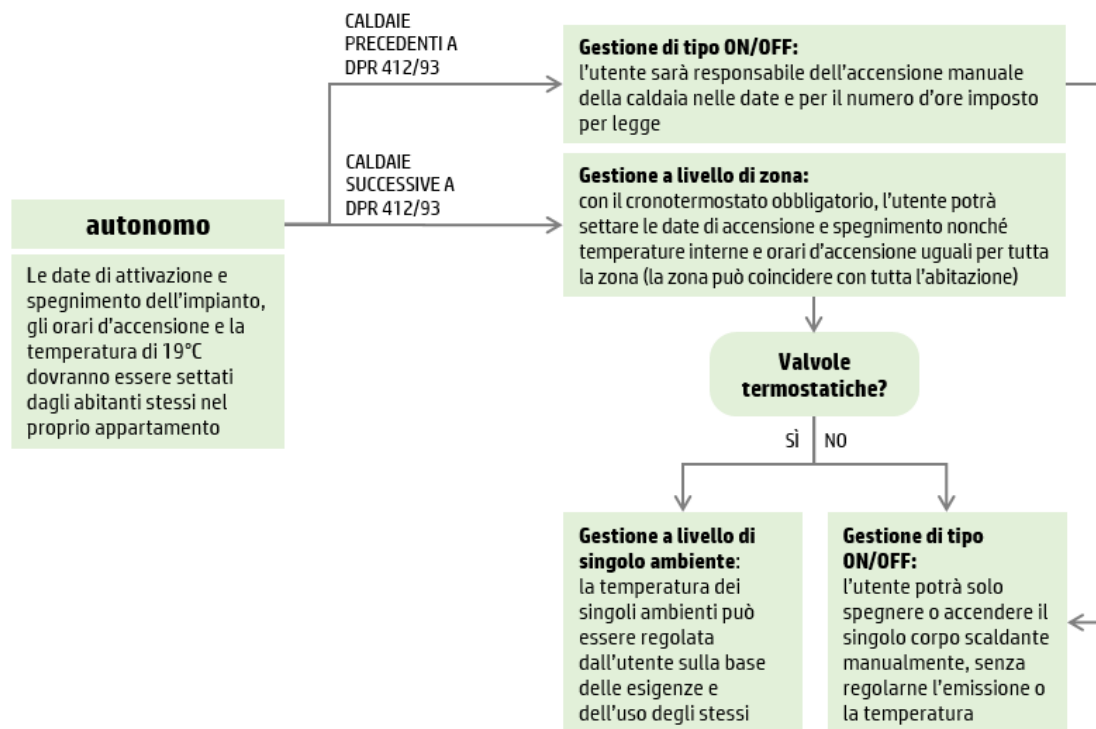 CALDAIE
PRECEDENTI A
DPR 412/93
Gestione di tipo ON/OFF:
l'utente sarà responsabile dell'accensione manuale
della caldaia nelle date e per il numero d'ore imposto
per legge
CALDAIE
SUCCESSIVE A
DPR 412/93
Gestione a livello di zona:
con il cronotermostato obbligatorio, l'utente potrà
settare le date di accensione e spegnimento nonché
temperature interne e orari d'accensione uguali per tutta
la zona (la zona può coincidere con tutta l'abitazione)
autonomo
Le date di attivazione e
spegnimento dell'impianto,
gli orari d'accensione e la
temperatura di 19°C
dovranno essere settati
dagli abitanti stessi nel
proprio appartamento
Valvole
termostatiche?
SÌ NO
Gestione a livello di
singolo ambiente:
la temperatura dei
singoli ambienti può
essere regolata
dall'utente sulla base
delle esigenze e
dell'uso degli stessi
Gestione di tipo
ON/OFF:
l'utente potrà solo
spegnere o accendere il
singolo corpo scaldante
manualmente, senza
regolarne l'emissione o
la temperatura